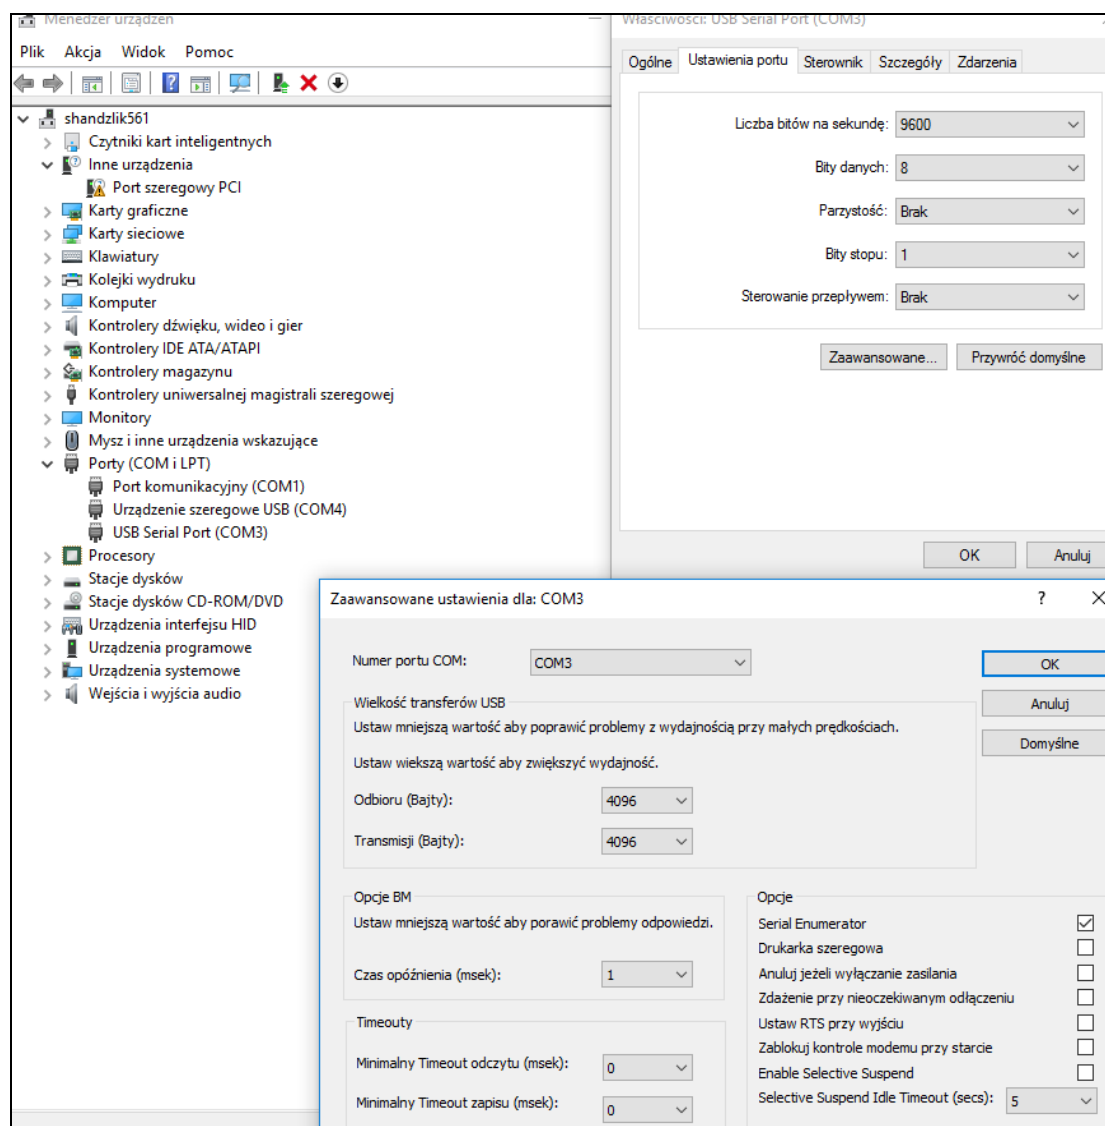 Menedżer urządzeń
Plik Akcja Widok Pomoc
shandzlik561
Czytniki kart inteligentnych
Inne urządzenia
Port szeregowy PCI
Karty graficzne
Karty sieciowe
Klawiatury
Kolejki wydruku
Komputer
Kontrolery dźwięku, wideo i gier
Kontrolery IDE ATA/ATAPI
Kontrolery magazynu
Kontrolery uniwersalnej magistrali szeregowej
Monitory
Mysz i inne urządzenia wskazujące
Porty (COM i LPT)
Port komunikacyjny (COM1)
Urządzenie szeregowe USB (COM4)
USB Serial Port (COM3)
Procesory
Stacje dysków
Stacje dysków CD-ROM/DVD
Urządzenia interfejsu HID
Urządzenia programowe
Urządzenia systemowe
Wejścia i wyjścia audio
Właściwości: USB Serial Port (COM3)
Ogólne Ustawienia portu Sterownik Szczegóły Zdarzenia
Liczba bitów na sekundę: 9600
Bity danych: 8
Parzystość: Brak
Bity stopu: 1
Sterowanie przepływem: Brak
Zaawansowane... Przywróć domyślne
OK Anuluj
Zaawansowane ustawienia dla: COM3 ?
Numer portu COM: COM3
OK
Anuluj
Domyślne
Wielkość transferów USB
Ustaw mniejszą wartość aby poprawić problemy z wydajnością przy małych prędkościach.
Ustaw wiekszą wartość aby zwiększyć wydajność.
Odbioru (Bajty): 4096
Transmisji (Bajty): 4096
Opcje BM
Ustaw mniejszą wartość aby porawić problemy odpowiedzi.
Czas opóźnienia (msek): 1
Timeouty
Minimalny Timeout odczytu (msek): 0
Minimalny Timeout zapisu (msek): 0
Opcje
Serial Enumerator
Drukarka szeregowa
Anuluj jeżeli wyłączanie zasilania
Zdażenie przy nieoczekiwanym odłączeniu
Ustaw RTS przy wyjściu
Zablokuj kontrole modemu przy starcie
Enable Selective Suspend
Selective Suspend Idle Timeout (secs): 5